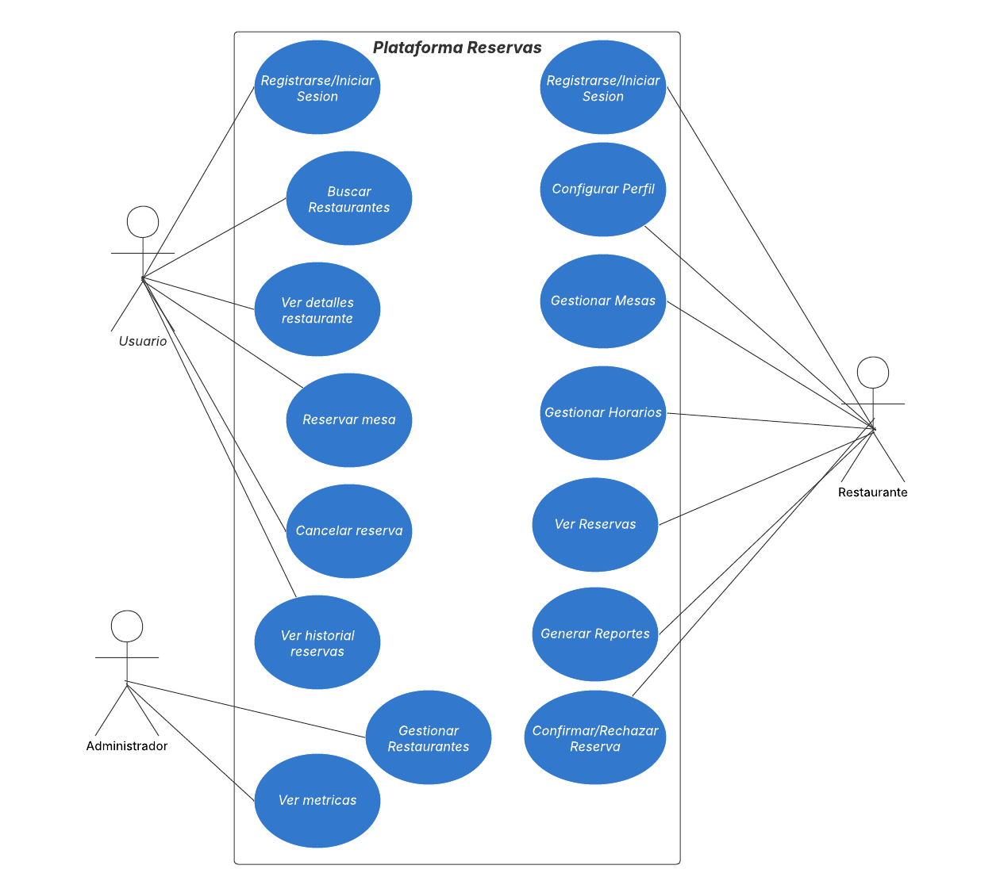 Plataforma Reservas
Registrarse/Iniciar
Sesion
Registrarse/Iniciar
Sesion
Buscar
Restaurantes
Configurar Perfil
Ver detalles
restaurante
Gestionar Mesas
Usuario
Reservar mesa
Gestionar Horarios
Restaurante
Cancelar reserva
Ver Reservas
Ver historial
reservas
Generar Reportes
Administrador
Gestionar
Restaurantes
Confirmar/Rechazar
Reserva
Ver metricas